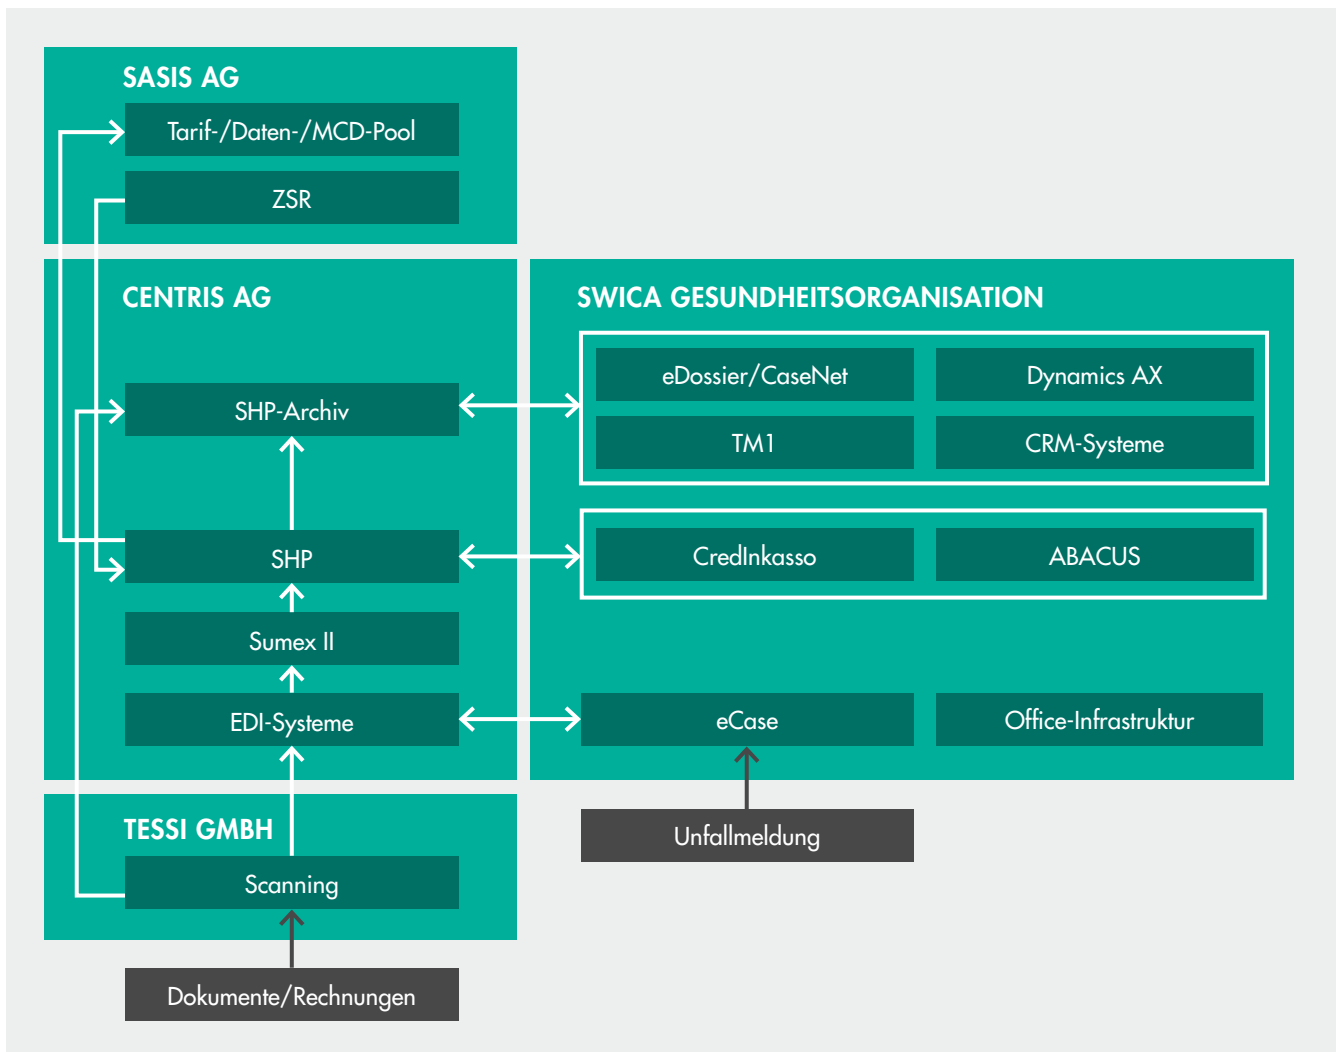 SASIS AG
Tarif-/Daten-/MCD-Pool
ZSR
CENTRIS AG
SHP-Archiv
SHP
Sumex II
EDI-Systeme
SWICA GESUNDHEITSORGANISATION
eDossier/CaseNet
Dynamics AX
TM1
CRM-Systeme
CredInkasso
ABACUS
eCase
Office-Infrastruktur
TESSI GMBH
Scanning
Unfallmeldung
Dokumente/Rechnungen